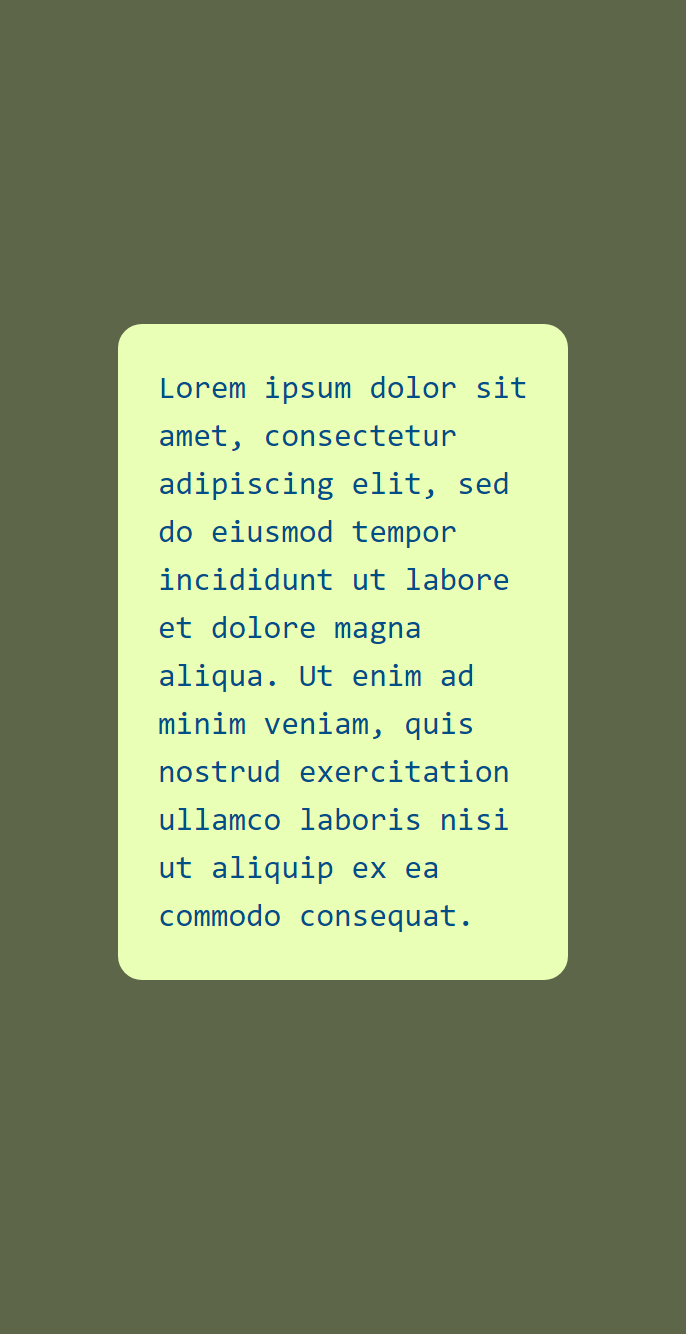 Lorem ipsum dolor sit
amet, consectetur
adipiscing elit, sed
do eiusmod tempor
incididunt ut labore
et dolore magna
aliqua. Ut enim ad
minim veniam, quis
nostrud exercitation
ullamco laboris nisi
ut aliquip ex ea
commodo consequat.